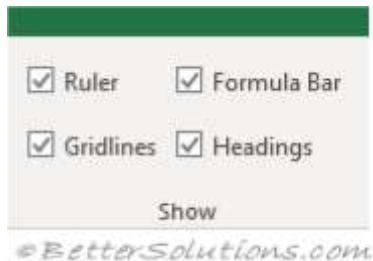 Ruler Formula Bar
Gridlines Headings
Show
©BetterSolutions.com